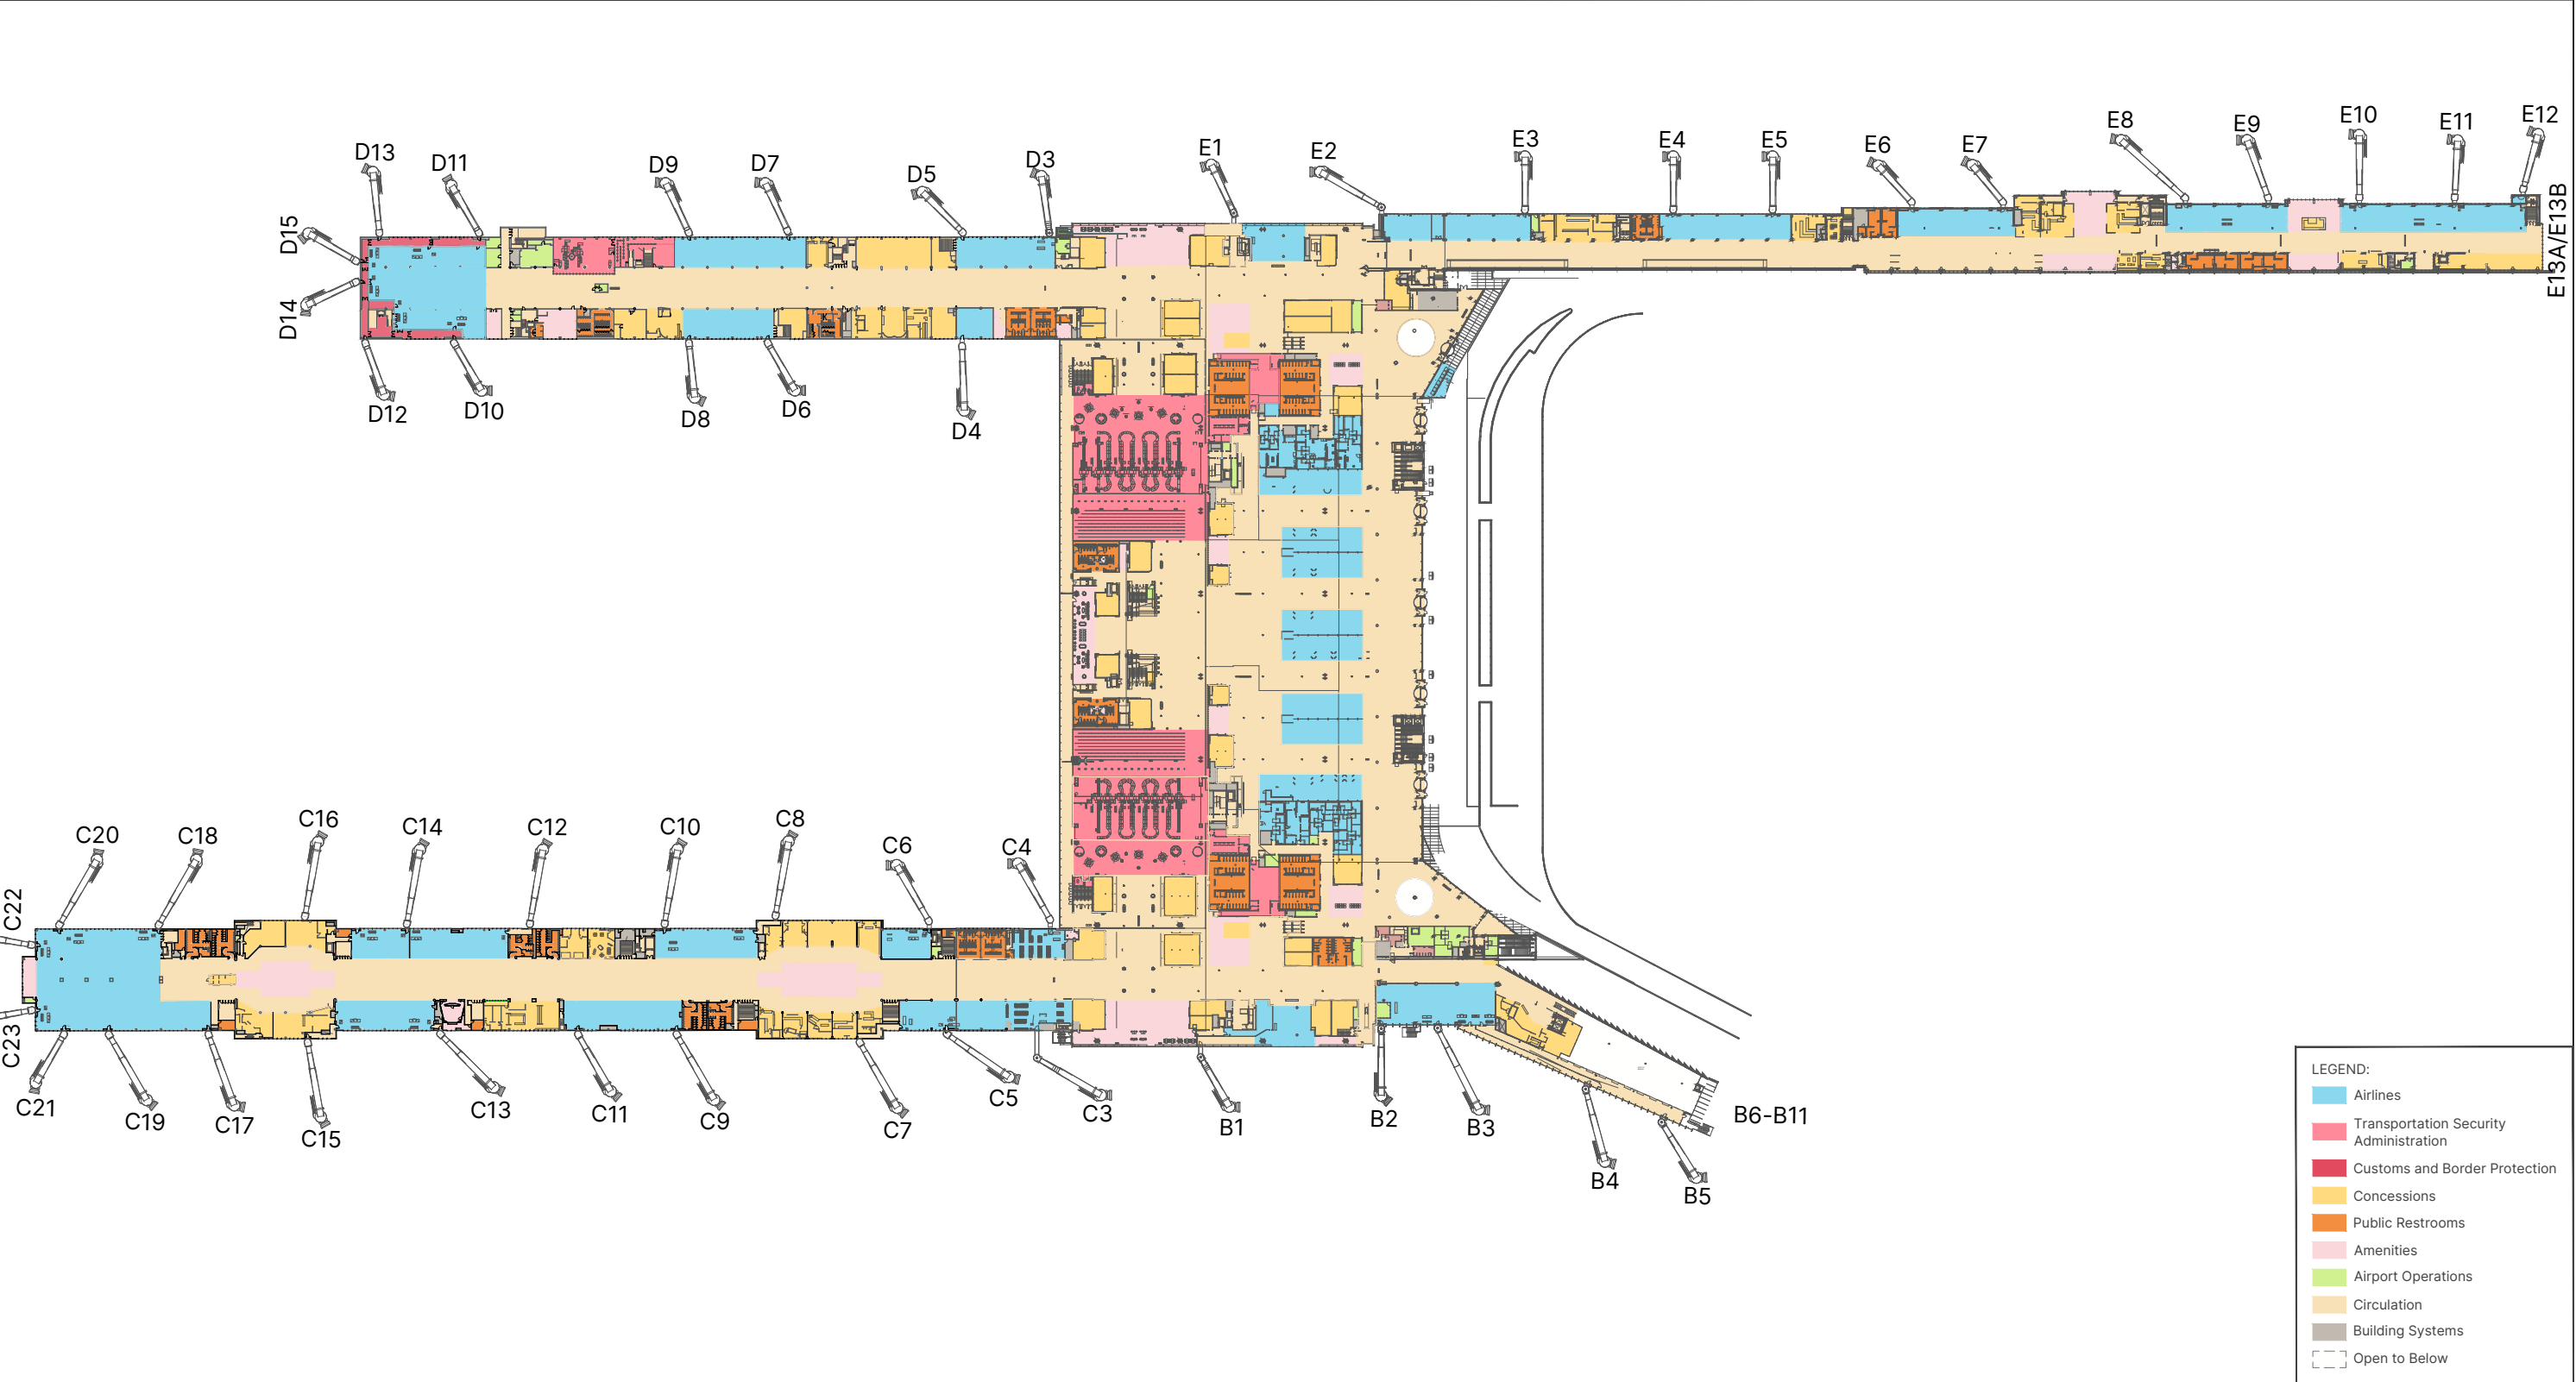 E12
E10
E11
E8
E9
E3
E4
E5
E6
E7
E1
E2
D13
D11
D9
D7
D5
D3
D15
D14
E13A/E13B
D12
D10
D8
D6
D4
C20
C18
C16
C14
C12
C10
C8
C6
C4
C22
C23
C21
C19
C17
C15
C13
C11
C9
C7
C5
C3
B1
B2
B3
B6-B11
B4
B5
LEGEND:
Airlines
Transportation Security
Administration
Customs and Border Protection
Concessions
Public Restrooms
Amenities
Airport Operations
Circulation
Building Systems
Open to Below